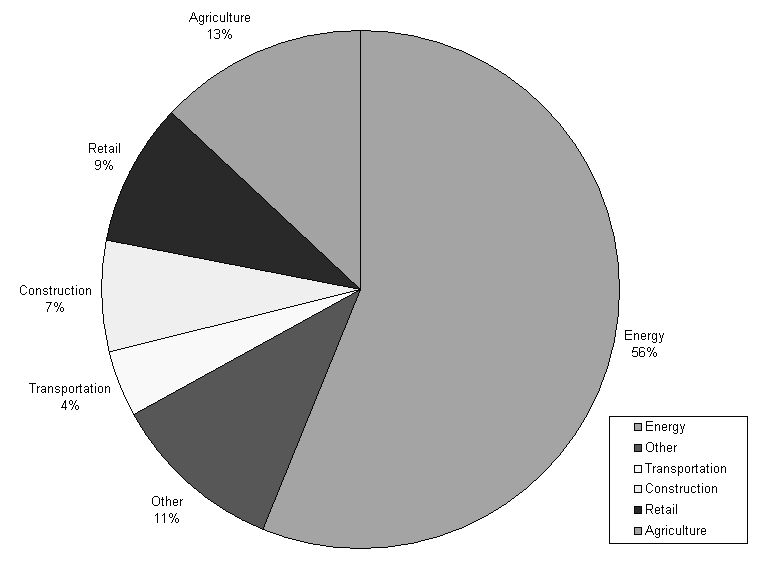 Agriculture
13%
Retail
9%
Construction
7%
Transportation
4%
Other
11%
Energy
56%
Energy
Other
Transportation
Construction
Retail
Agriculture